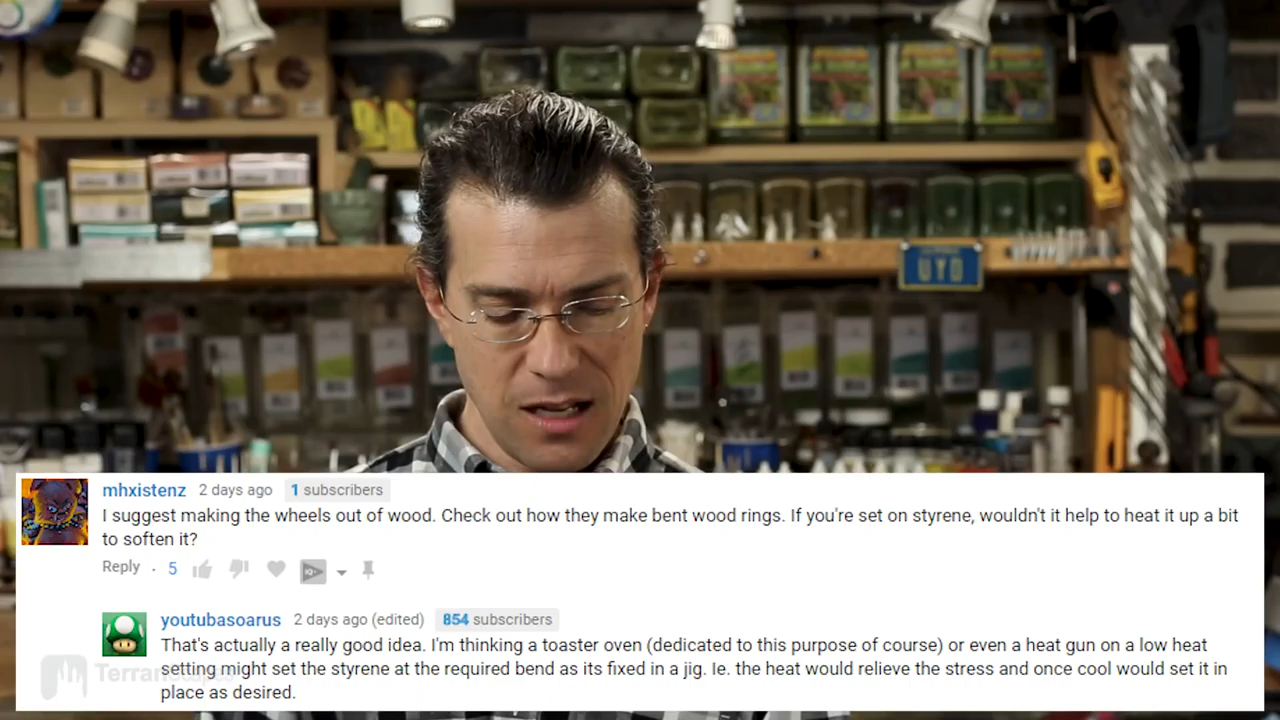 UYO
mhxistenz 2 days ago 1 subscribers
I suggest making the wheels out of wood. Check out how they make bent wood rings. If you're set on styrene, wouldn't it help to heat it up a bit
to soften it?
Reply · 5
youtubasoarus 2 days ago (edited) 854 subscribers
That's actually a really good idea. I'm thinking a toaster oven (dedicated to this purpose of course) or even a heat gun on a low heat
setting might set the styrene at the required bend as its fixed in a jig. Ie. the heat would relieve the stress and once cool would set it in
place as desired.